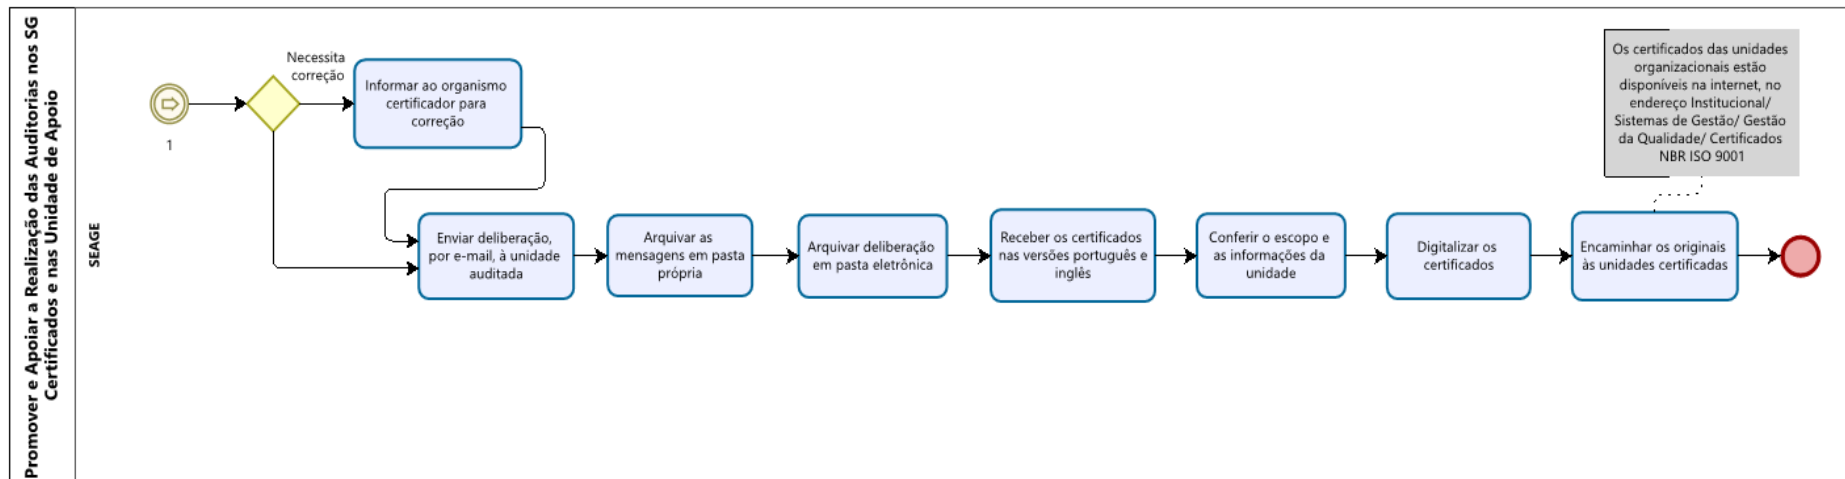 Promover e Apoiar a Realização das Auditorias nos SG
Certificados e nas Unidade de Apoio
SEAGE
1
Necessita
correção
Informar ao organismo
certificador para
correção
Enviar deliberação,
por e-mail, à unidade
auditada
Arquivar as
mensagens em pasta
própria
Arquivar deliberação
em pasta eletrônica
Receber os certificados
nas versões português e
inglês
Conferir o escopo e
as informações da
unidade
Digitalizar os
certificados
Encaminhar os originais
às unidades certificadas
Os certificados das unidades
organizacionais estão
disponíveis na internet, no
endereço Institucional/
Sistemas de Gestão/ Gestão
da Qualidade/ Certificados
NBR ISO 9001